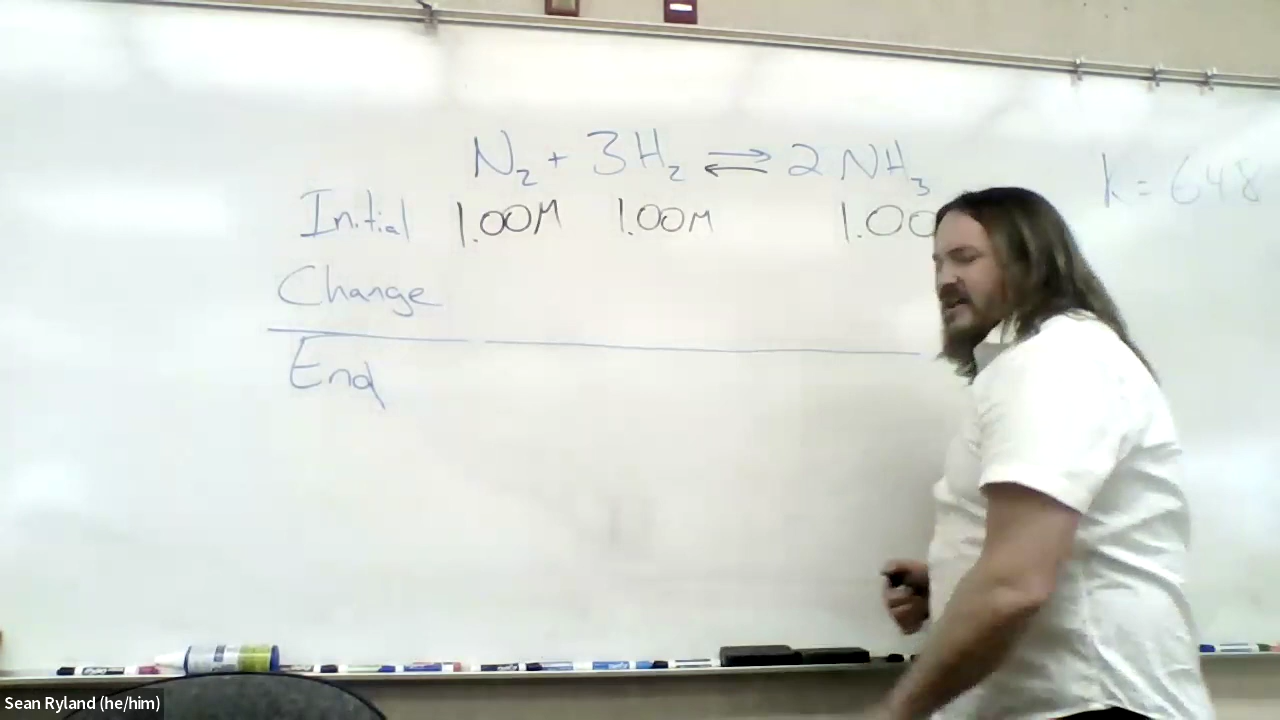 N₂ + 3H₂ ⇌ 2 NH₃
k = 648
Initial 1.00M 1.00M 1.00
Change
End
Sean Ryland (he/him)